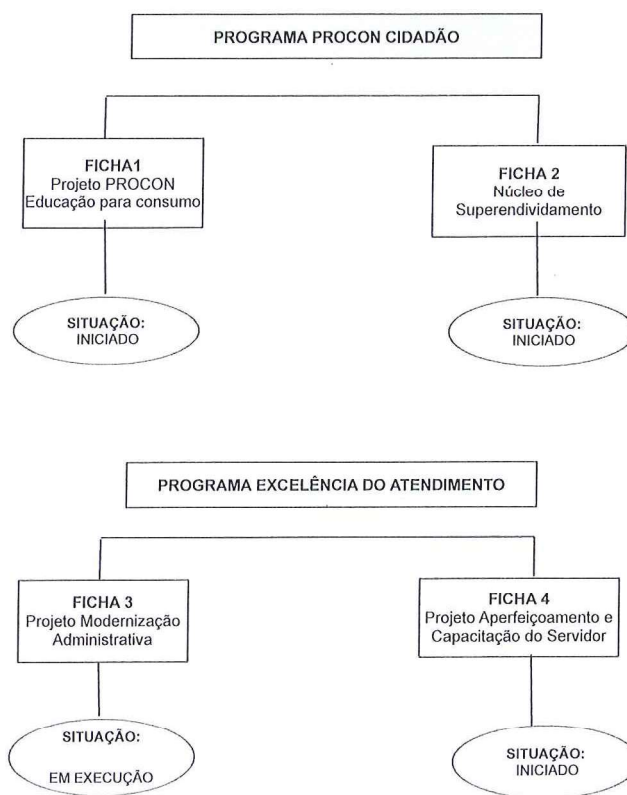 PROGRAMA PROCON CIDADÃO
FICHA1
Projeto PROCON
Educação para consumo
FICHA 2
Núcleo de
Superendividamento
SITUAÇÃO:
INICIADO
SITUAÇÃO:
INICIADO
PROGRAMA EXCELÊNCIA DO ATENDIMENTO
FICHA 3
Projeto Modernização
Administrativa
FICHA 4
Projeto Aperfeiçoamento e
Capacitação do Servidor
SITUAÇÃO:
EM EXECUÇÃO
SITUAÇÃO:
INICIADO